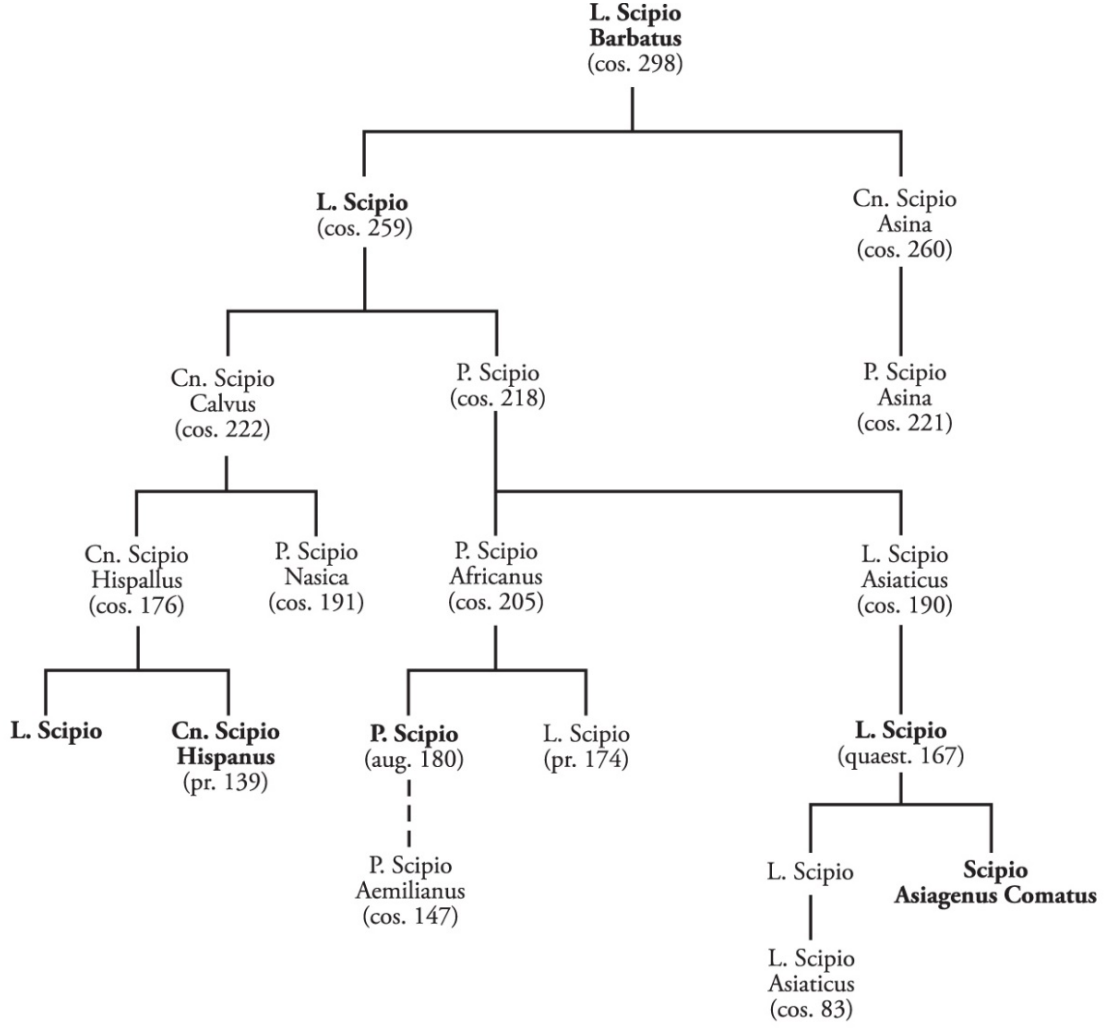 L. Scipio
Barbatus
(cos. 298)
L. Scipio
(cos. 259)
Cn. Scipio
Asina
(cos. 260)
Cn. Scipio
Calvus
(cos. 222)
P. Scipio
(cos. 218)
P. Scipio
Asina
(cos. 221)
Cn. Scipio
Hispallus
(cos. 176)
P. Scipio
Nasica
(cos. 191)
P. Scipio
Africanus
(cos. 205)
L. Scipio
Asiaticus
(cos. 190)
L. Scipio
Cn. Scipio
Hispanus
(pr. 139)
P. Scipio
(aug. 180)
L. Scipio
(pr. 174)
L. Scipio
(quaest. 167)
P. Scipio
Aemilianus
(cos. 147)
L. Scipio
Scipio
Asiagenus Comatus
L. Scipio
Asiaticus
(cos. 83)